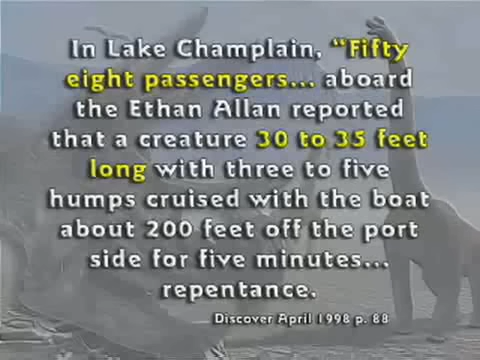 In Lake Champlain, “Fifty
eight passengers... aboard
the Ethan Allan reported
that a creature 30 to 35 feet
long with three to five
humps cruised with the boat
about 200 feet off the port
side for five minutes...
repentance.
Discover April 1998 p. 88